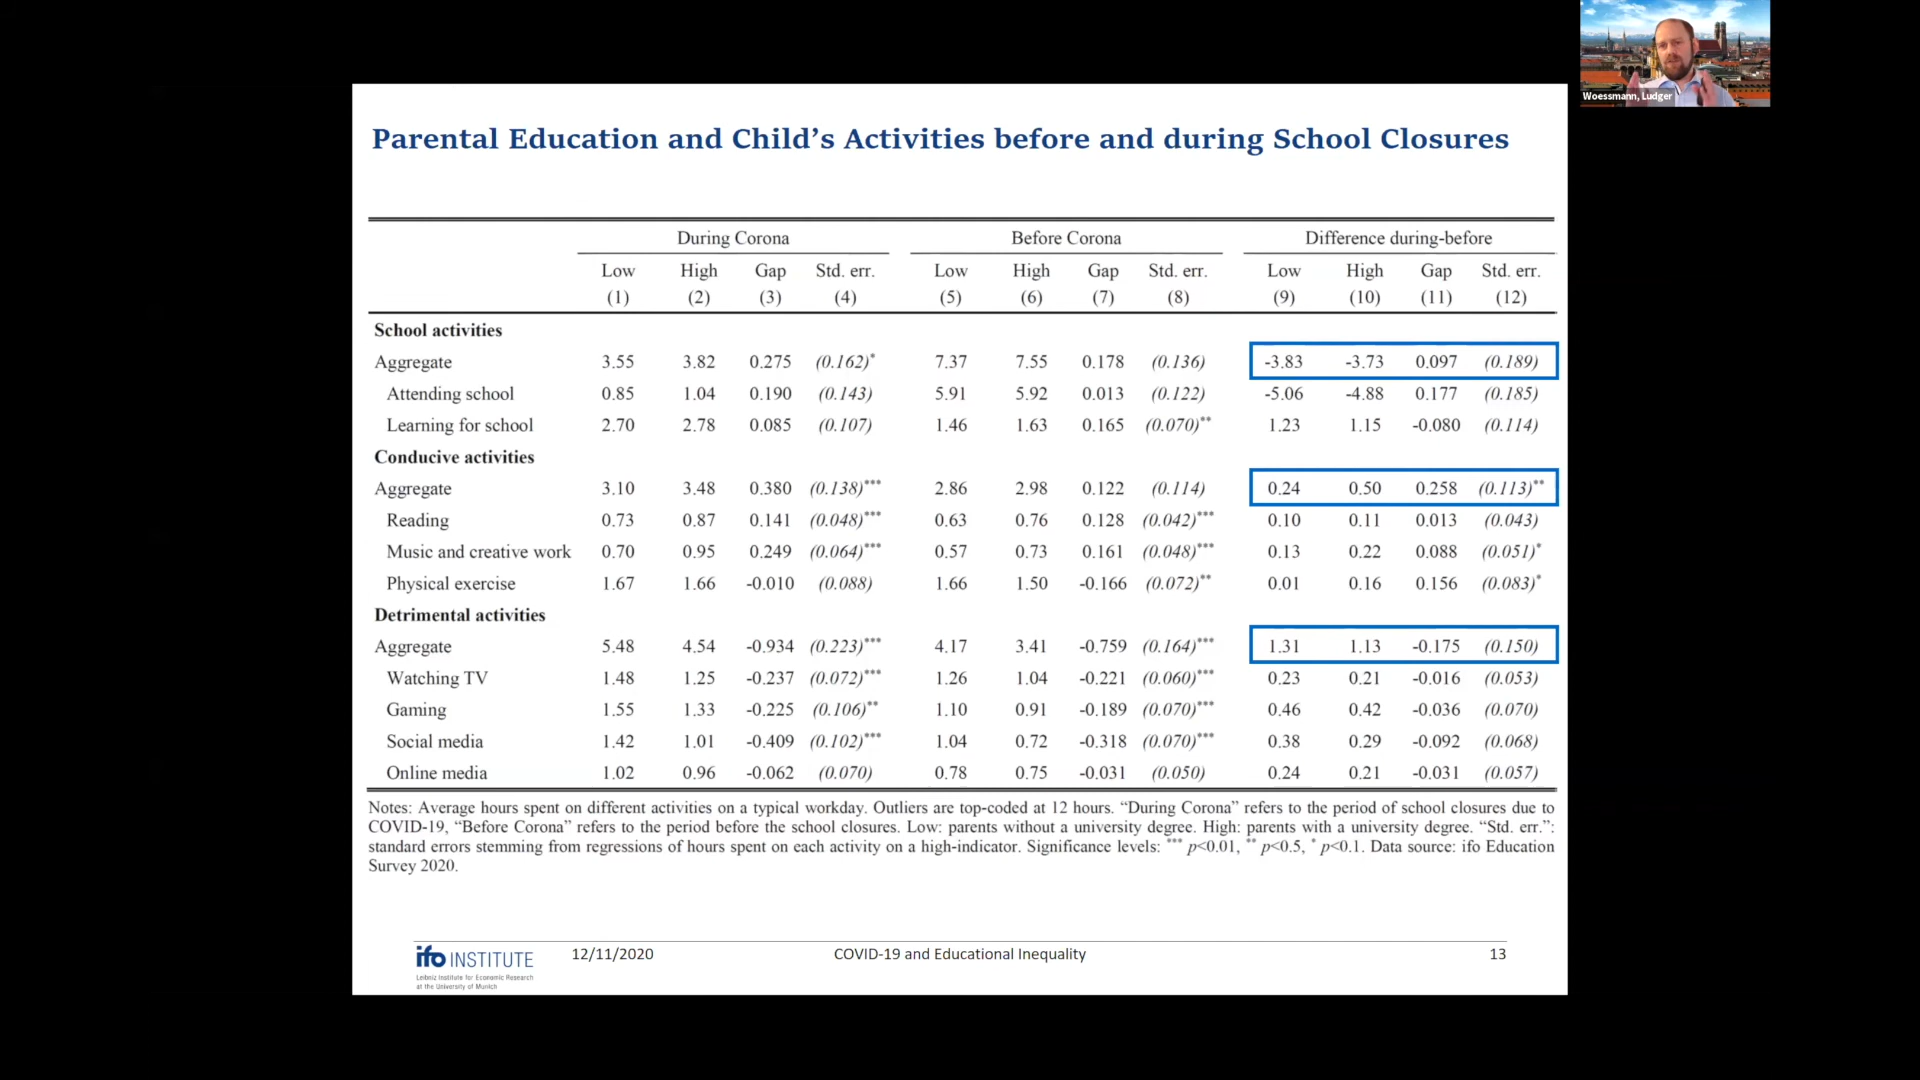 Woessmann, Ludger
Parental Education and Child's Activities before and during School Closures
During Corona Before Corona Difference during-before
Low High Gap Std. err. Low High Gap Std. err. Low High Gap Std. err.
(1) (2) (3) (4) (5) (6) (7) (8) (9) (10) (11) (12)
School activities
Aggregate 3.55 3.82 0.275 (0.162)* 7.37 7.55 0.178 (0.136) -3.83 -3.73 0.097 (0.189)
Attending school 0.85 1.04 0.190 (0.143) 5.91 5.92 0.013 (0.122) -5.06 -4.88 0.177 (0.185)
Learning for school 2.70 2.78 0.085 (0.107) 1.46 1.63 0.165 (0.070)** 1.23 1.15 -0.080 (0.114)
Conducive activities
Aggregate 3.10 3.48 0.380 (0.138)*** 2.86 2.98 0.122 (0.114) 0.24 0.50 0.258 (0.113)**
Reading 0.73 0.87 0.141 (0.048)*** 0.63 0.76 0.128 (0.042)*** 0.10 0.11 0.013 (0.043)
Music and creative work 0.70 0.95 0.249 (0.064)*** 0.57 0.73 0.161 (0.048)*** 0.13 0.22 0.088 (0.051)*
Physical exercise 1.67 1.66 -0.010 (0.088) 1.66 1.50 -0.166 (0.072)** 0.01 0.16 0.156 (0.083)*
Detrimental activities
Aggregate 5.48 4.54 -0.934 (0.223)*** 4.17 3.41 -0.759 (0.164)*** 1.31 1.13 -0.175 (0.150)
Watching TV 1.48 1.25 -0.237 (0.072)*** 1.26 1.04 -0.221 (0.060)*** 0.23 0.21 -0.016 (0.053)
Gaming 1.55 1.33 -0.225 (0.106)** 1.10 0.91 -0.189 (0.070)*** 0.46 0.42 -0.036 (0.070)
Social media 1.42 1.01 -0.409 (0.102)*** 1.04 0.72 -0.318 (0.070)*** 0.38 0.29 -0.092 (0.068)
Online media 1.02 0.96 -0.062 (0.070) 0.78 0.75 -0.031 (0.050) 0.24 0.21 -0.031 (0.057)
Notes: Average hours spent on different activities on a typical workday. Outliers are top-coded at 12 hours. “During Corona” refers to the period of school closures due to
COVID-19, “Before Corona” refers to the period before the school closures. Low: parents without a university degree. High: parents with a university degree. “Std. err.”:
standard errors stemming from regressions of hours spent on each activity on a high-indicator. Significance levels: *** p<0.01, ** p<0.5, * p<0.1. Data source: ifo Education
Survey 2020.
ifo INSTITUTE 12/11/2020 COVID-19 and Educational Inequality 13
Leibniz Institute for Economic Research
at the University of Munich